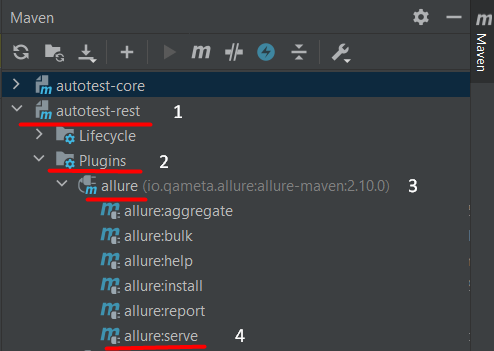 Maven
Maven
autotest-core
autotest-rest 1
Lifecycle
Plugins 2
allure (io.qameta.allure:allure-maven:2.10.0) 3
allure:aggregate
allure:bulk
allure:help
allure:install
allure:report
allure:serve 4